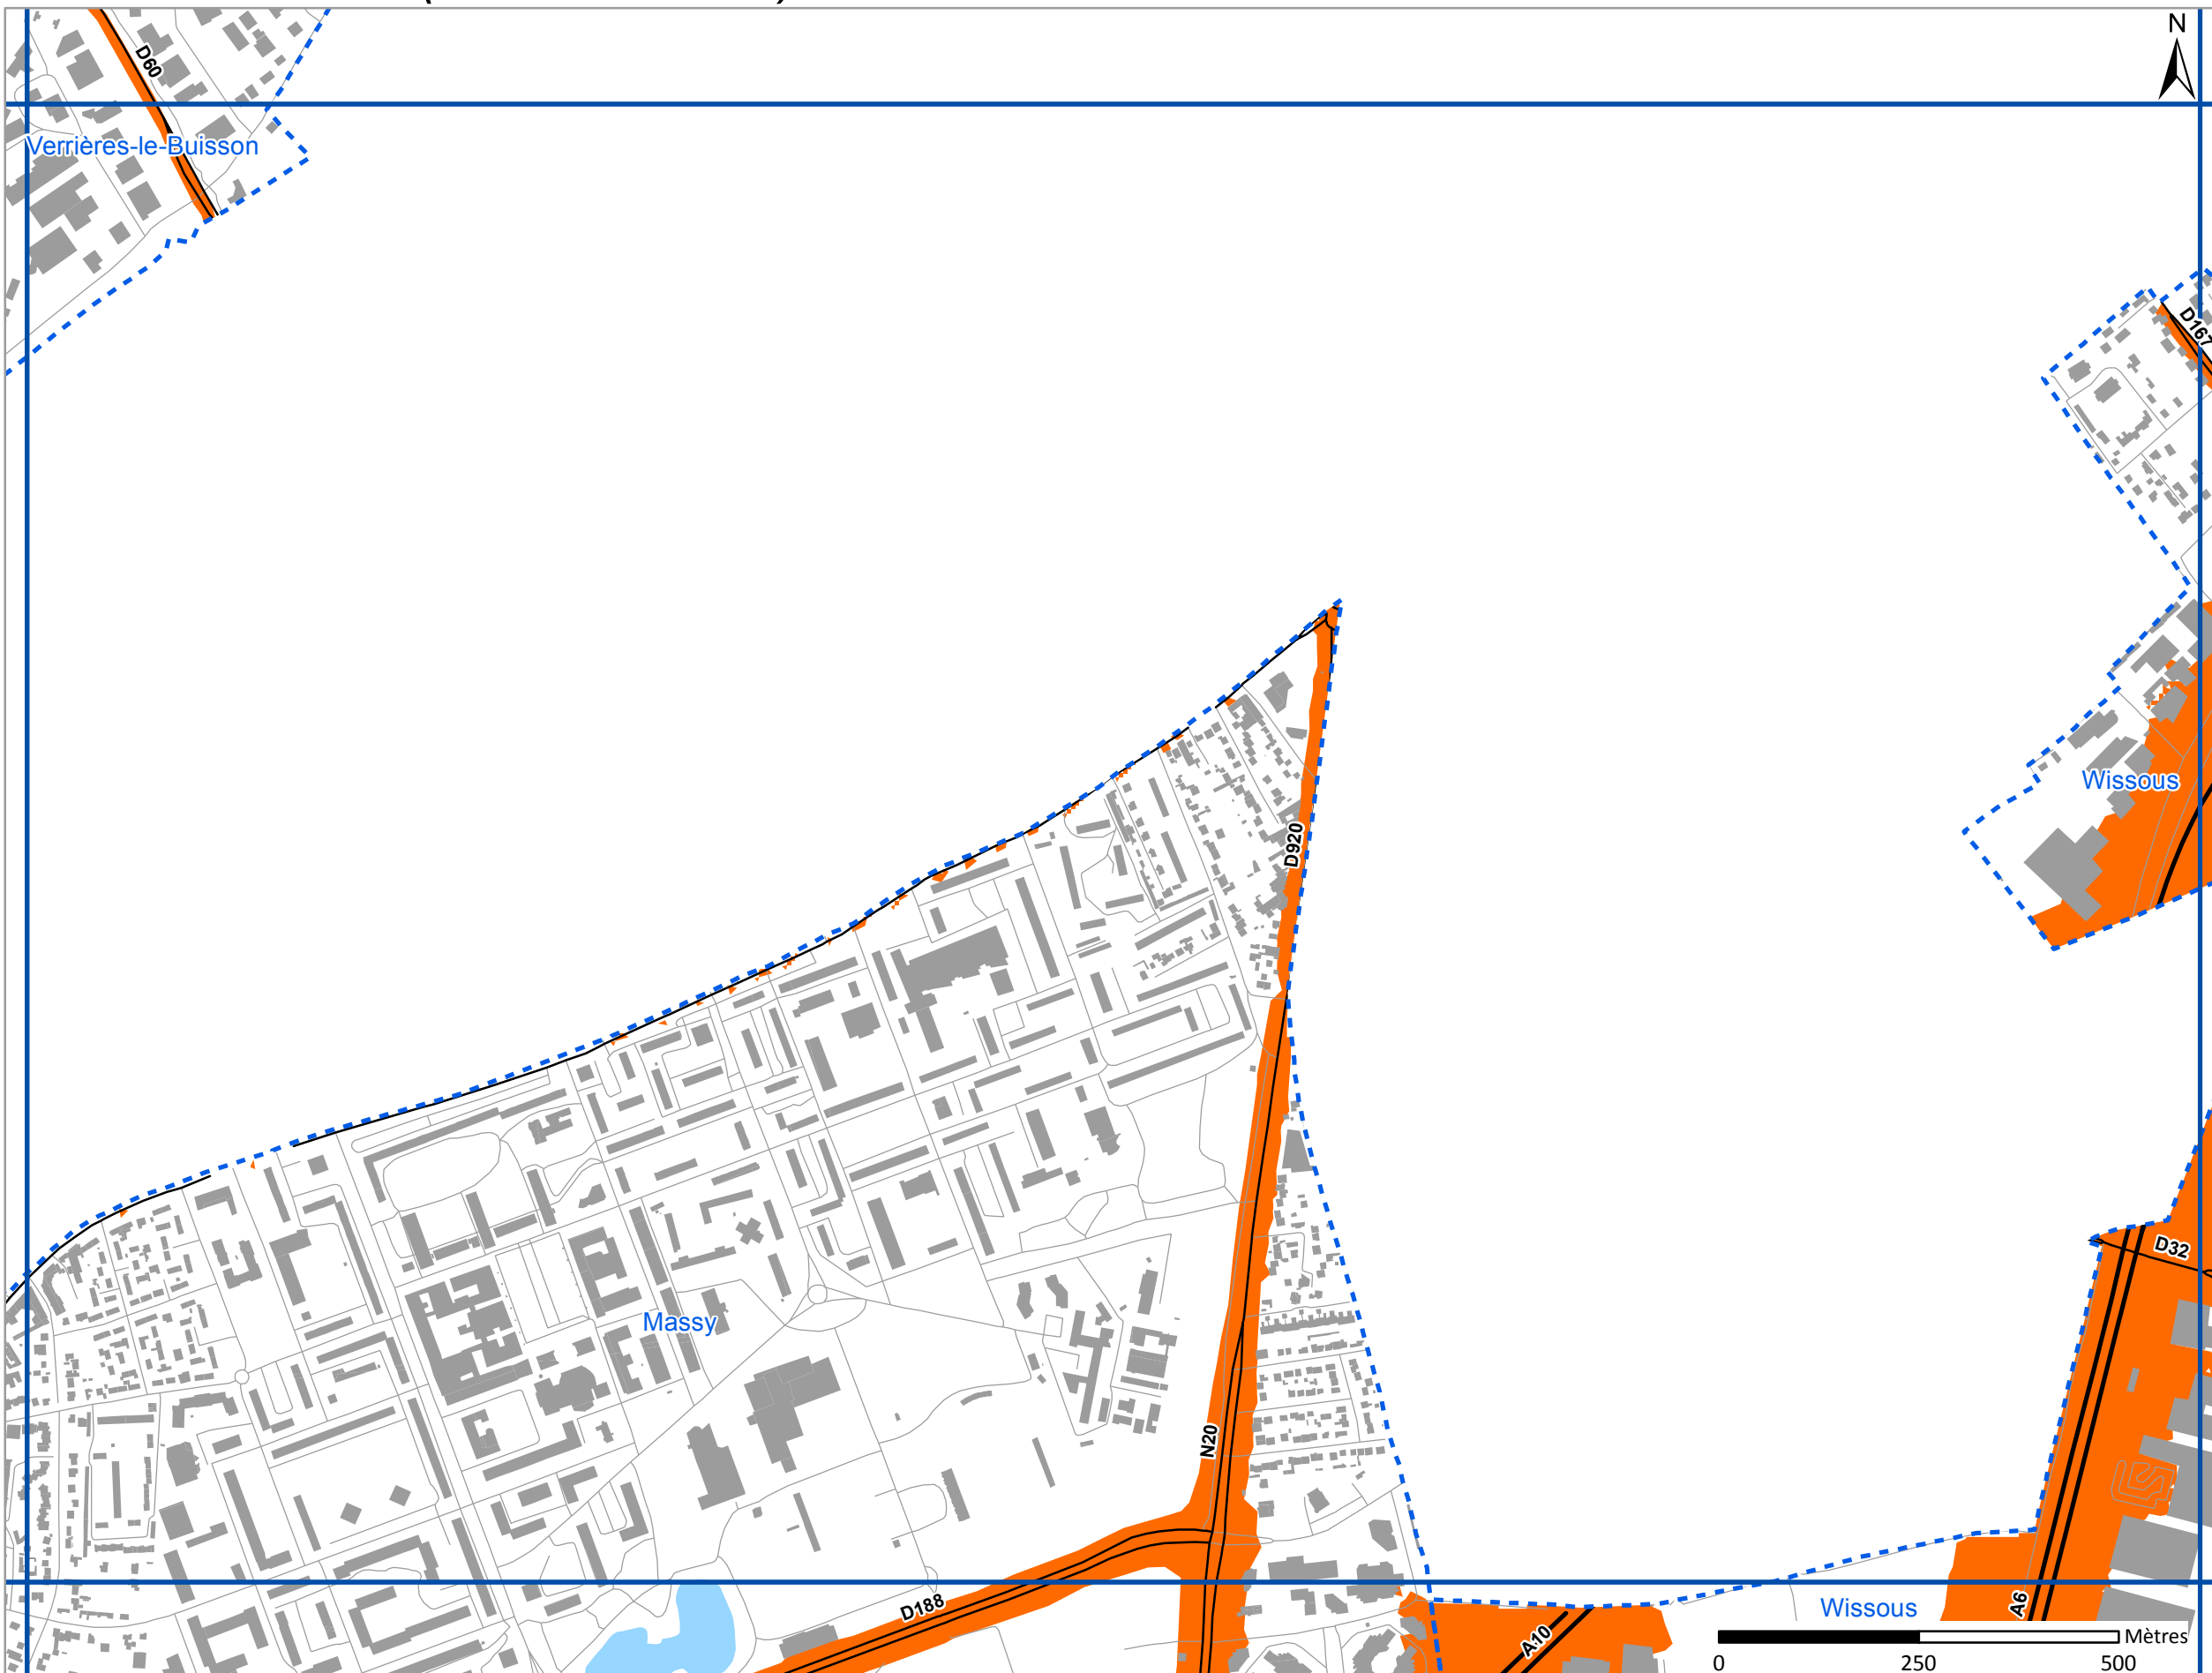 N
D60
Verrières-le-Buisson
D167
Wissous
D920
D32
Massy
N20
D188
A6
Wissous
A10
Mètres
0 250 500